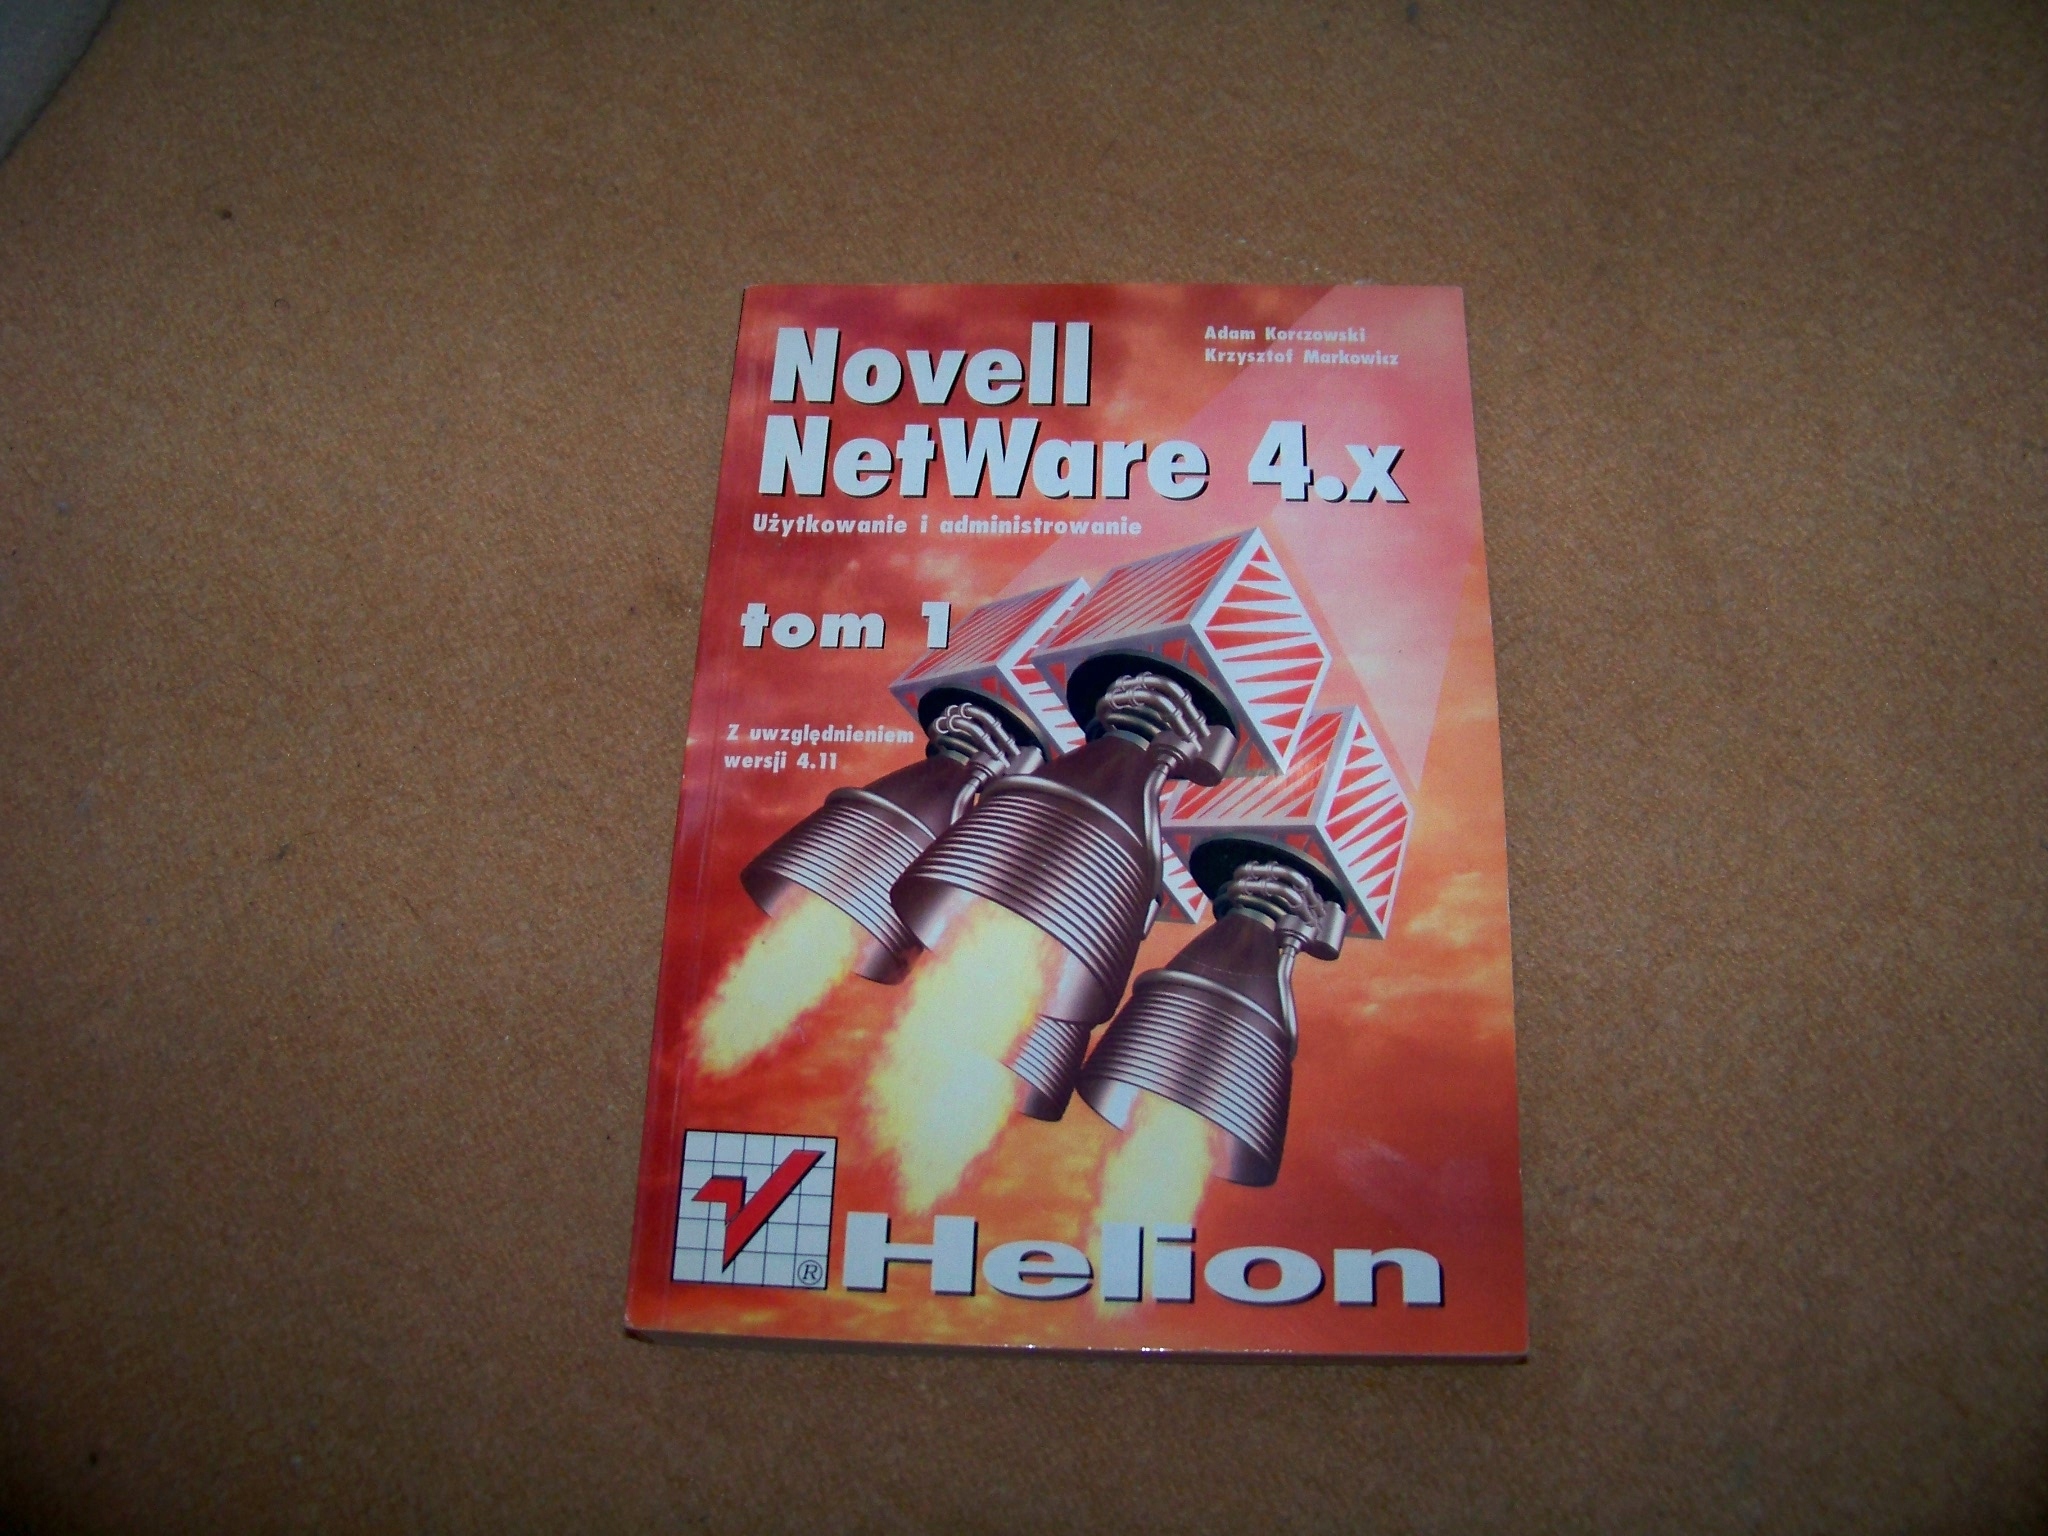 Novell
NetWare 4.x
Adam Korczowski
Krzysztof Markowicz
Użytkowanie i administrowanie
tom 1
Z uwzględnieniem
wersji 4.11
®
Helion